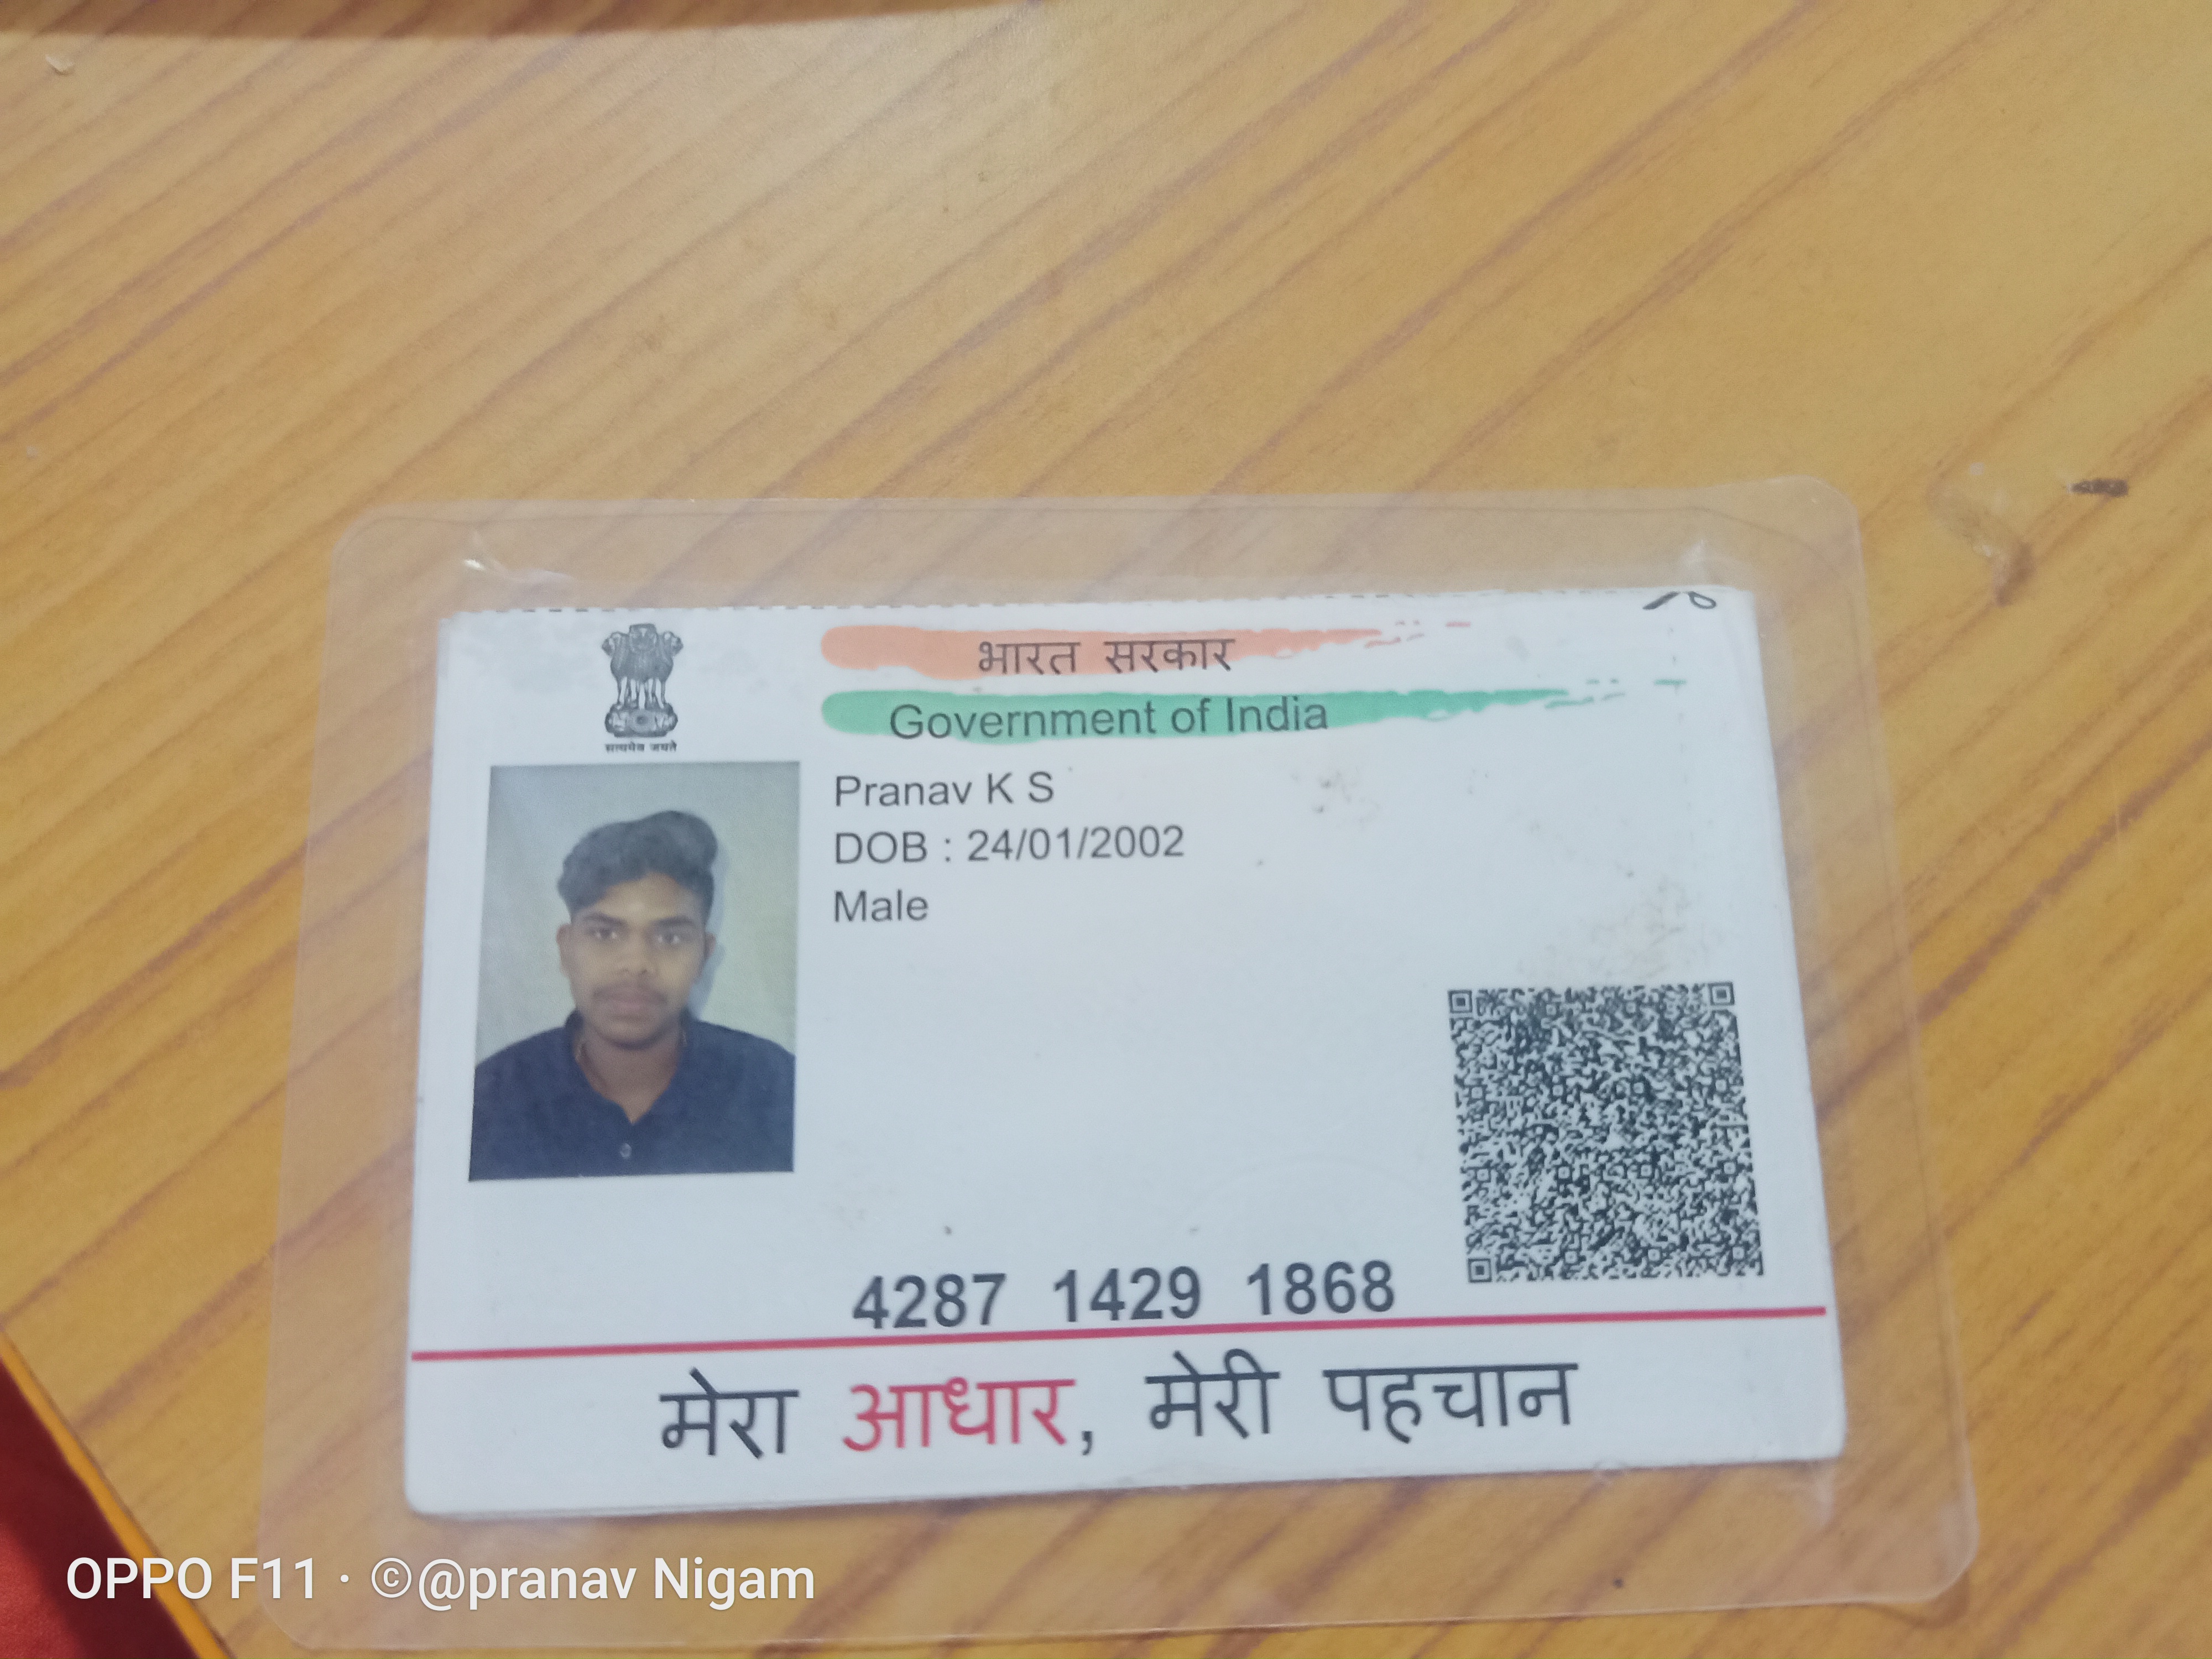 भारत सरकार
Government of India
सत्यमेव जयते
Pranav K S
DOB : 24/01/2002
Male
4287 1429 1868
मेरा आधार, मेरी पहचान
OPPO F11 · ©@pranav Nigam